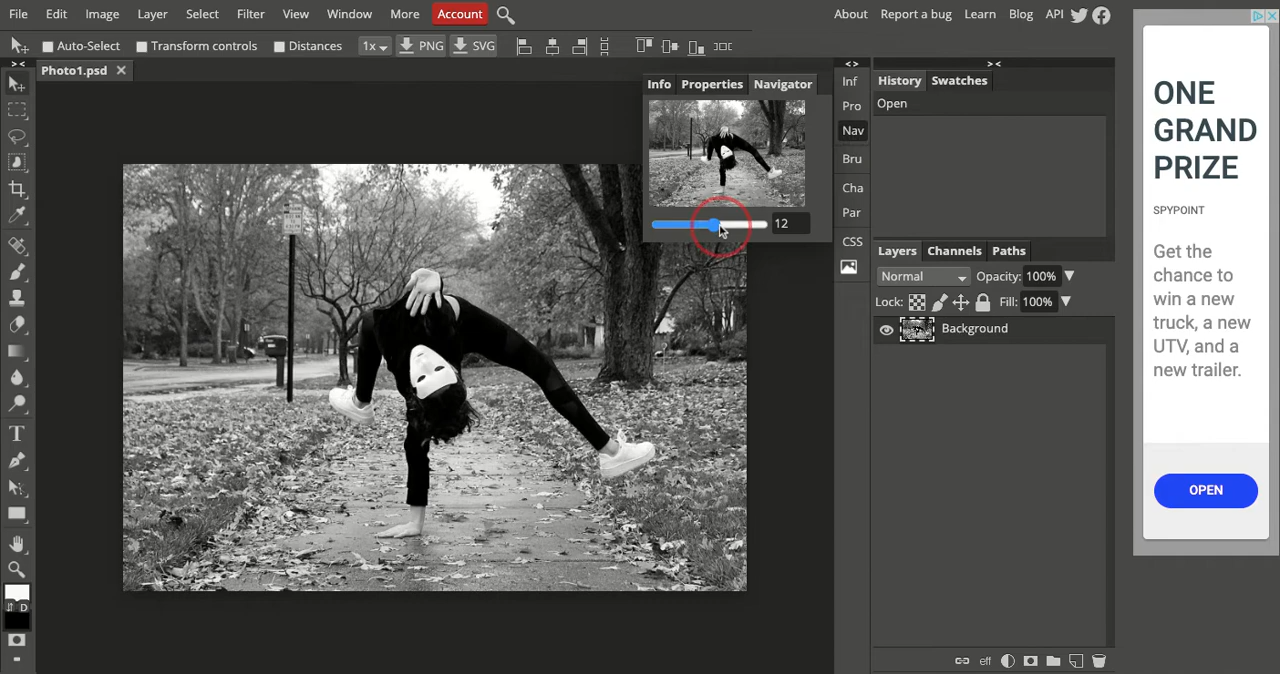 File Edit Image Layer Select Filter View Window More Account About Report a bug Learn Blog API
Auto-Select Transform controls Distances 1x PNG SVG
Photo1.psd
Info Properties Navigator
12
Inf
Pro
Nav
Bru
Cha
Par
CSS
History Swatches
Open
Layers Channels Paths
Normal Opacity: 100%
Lock: Fill: 100%
Background
eff
T
D
ONE
GRAND
PRIZE
SPYPOINT
Get the
chance to
win a new
truck, a new
UTV, and a
new trailer.
OPEN